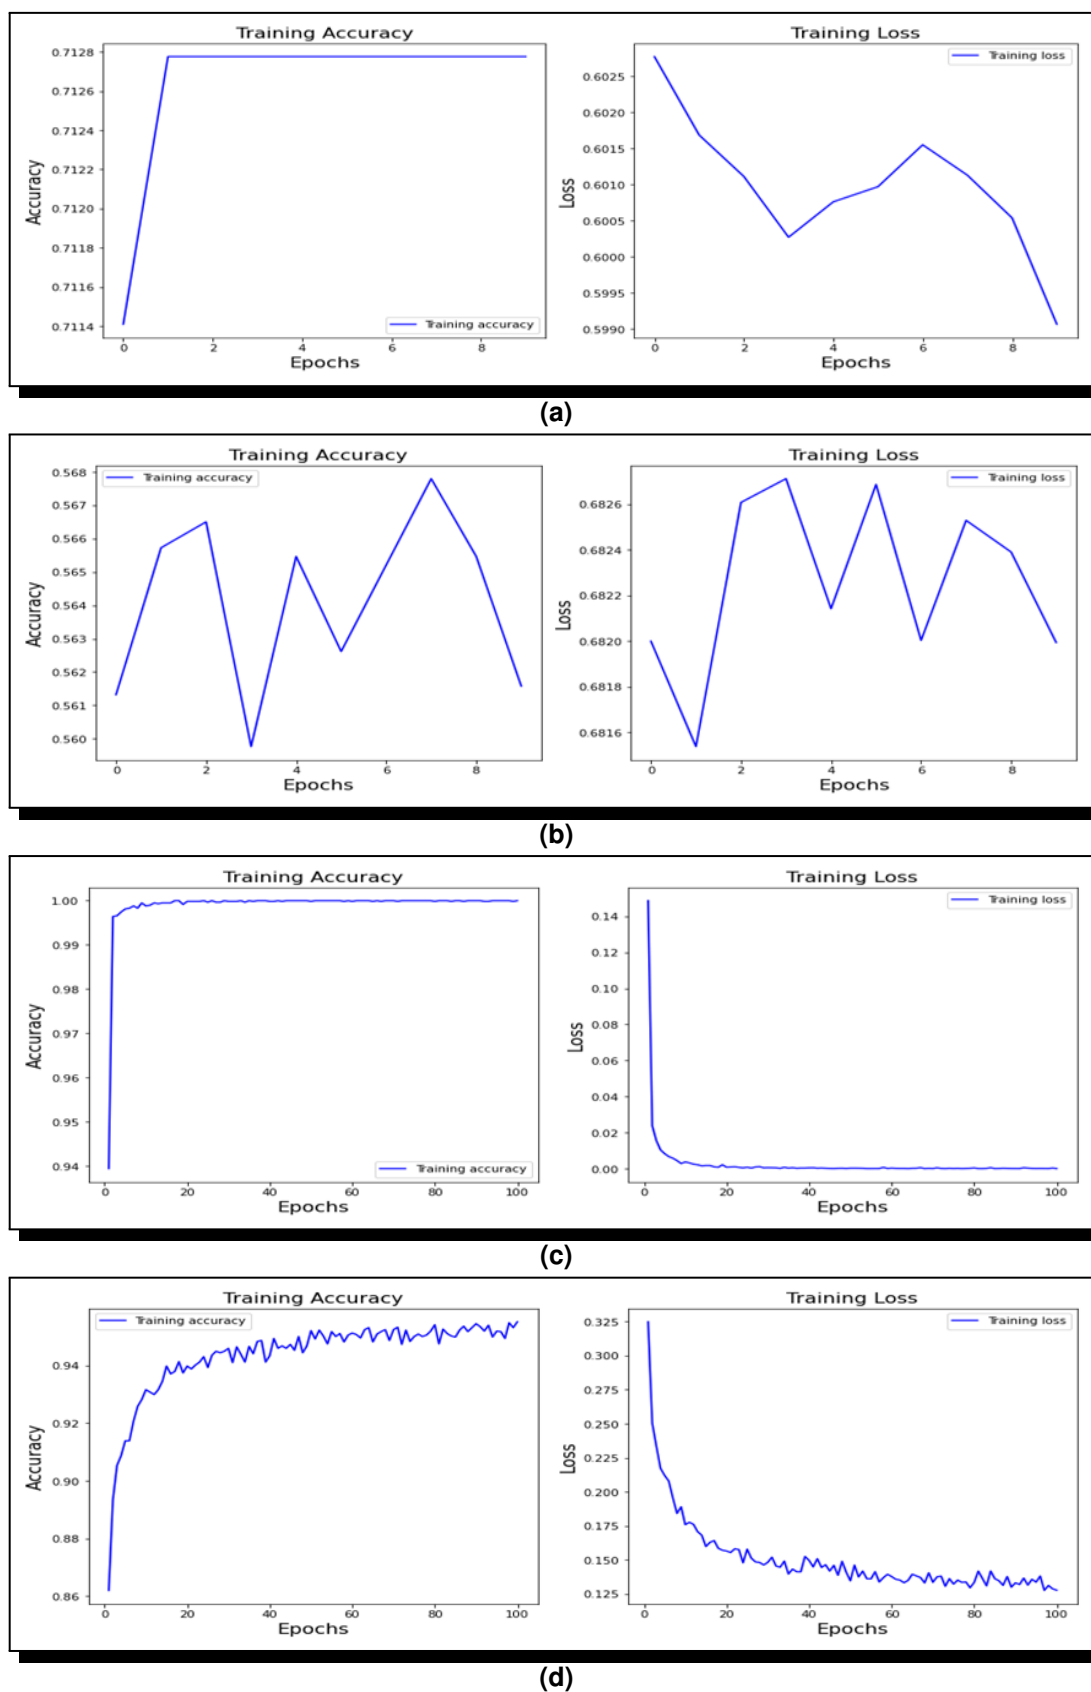 Training Accuracy
0.7128
0.7126
0.7124
0.7122
0.7120
0.7118
0.7116
0.7114
Accuracy
Training accuracy
0 2 4 6 8
Epochs
Training Loss
Training loss
0.6025
0.6020
0.6015
0.6010
0.6005
0.6000
0.5995
0.5990
Loss
0 2 4 6 8
Epochs
(a)
Training Accuracy
Training accuracy
0.568
0.567
0.566
0.565
0.564
0.563
0.562
0.561
0.560
Accuracy
0 2 4 6 8
Epochs
Training Loss
Training loss
0.6826
0.6824
0.6822
0.6820
0.6818
0.6816
Loss
0 2 4 6 8
Epochs
(b)
Training Accuracy
1.00
0.99
0.98
0.97
0.96
0.95
0.94
Accuracy
Training accuracy
0 20 40 60 80 100
Epochs
Training Loss
Training loss
0.14
0.12
0.10
0.08
0.06
0.04
0.02
0.00
Loss
0 20 40 60 80 100
Epochs
(c)
Training Accuracy
Training accuracy
0.94
0.92
0.90
0.88
0.86
Accuracy
0 20 40 60 80 100
Epochs
Training Loss
Training loss
0.325
0.300
0.275
0.250
0.225
0.200
0.175
0.150
0.125
Loss
0 20 40 60 80 100
Epochs
(d)